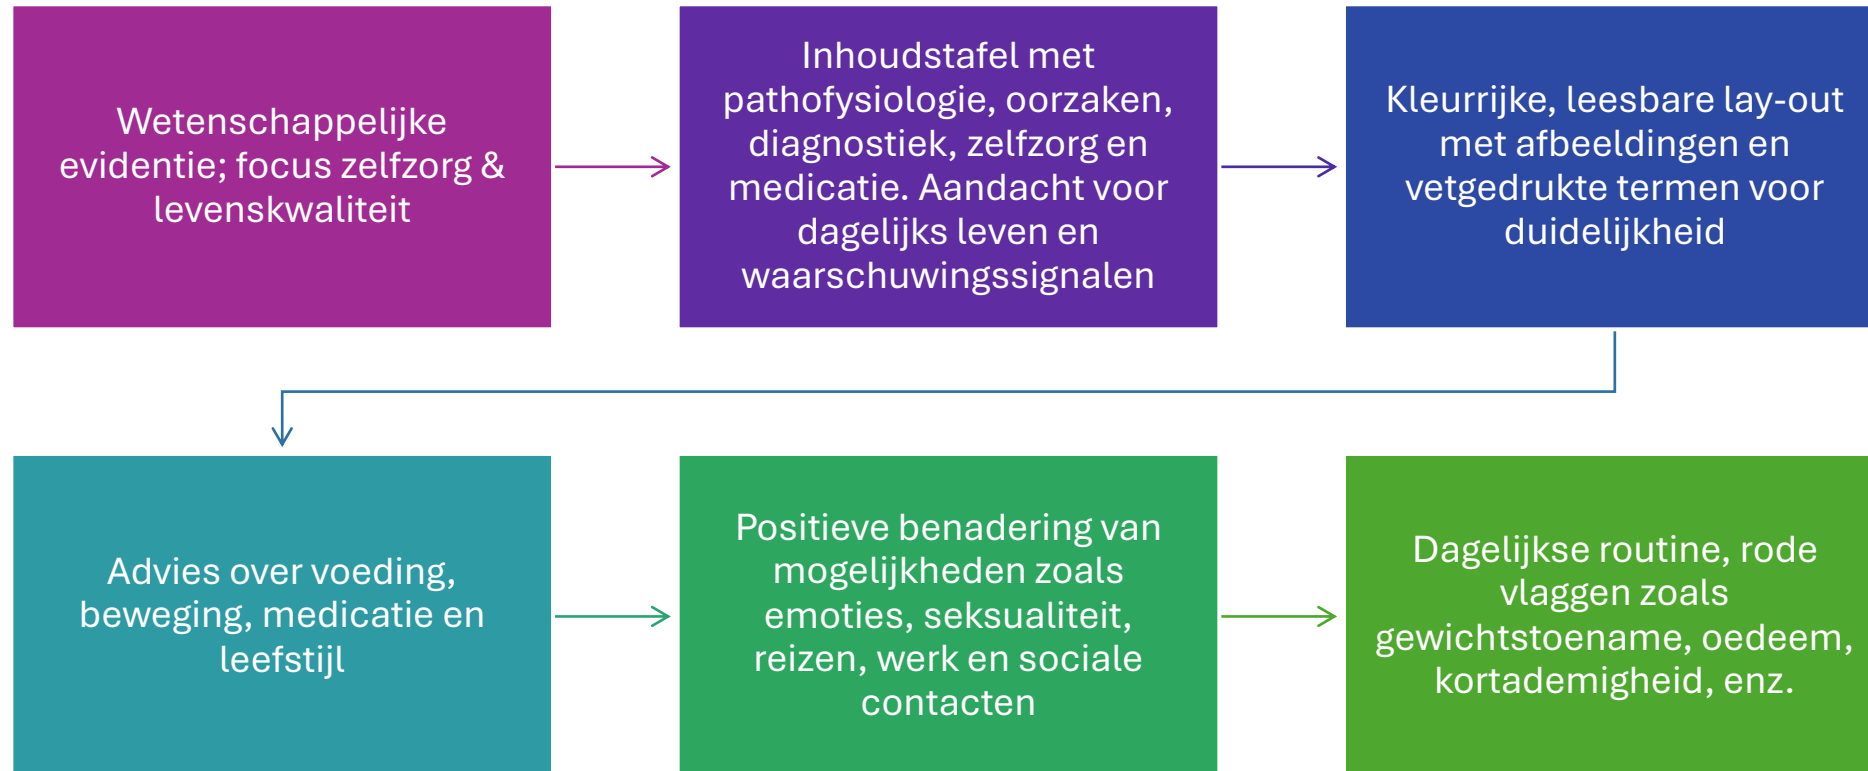 Wetenschappelijke
evidentie; focus zelfzorg &
levenskwaliteit
Inhoudstafel met
pathofysiologie, oorzaken,
diagnostiek, zelfzorg en
medicatie. Aandacht voor
dagelijks leven en
waarschuwingssignalen
Kleurrijke, leesbare lay-out
met afbeeldingen en
vetgedrukte termen voor
duidelijkheid
Advies over voeding,
beweging, medicatie en
leefstijl
Positieve benadering van
mogelijkheden zoals
emoties, seksualiteit,
reizen, werk en sociale
contacten
Dagelijkse routine, rode
vlaggen zoals
gewichtstoename, oedeem,
kortademigheid, enz.